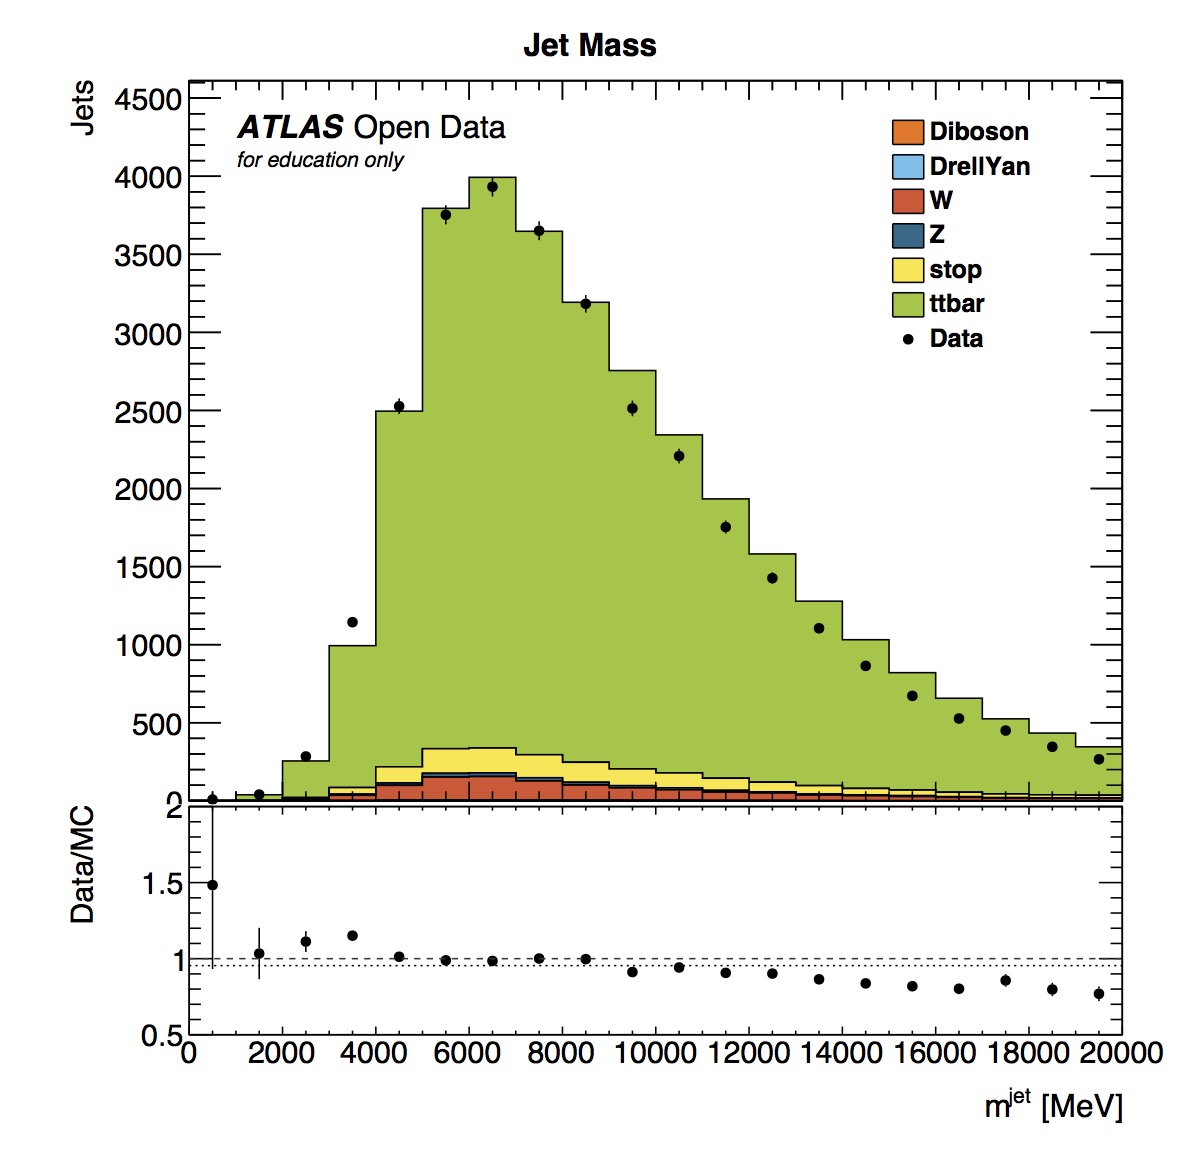 Jet Mass
Jets
4500
4000
3500
3000
2500
2000
1500
1000
500
0
ATLAS Open Data
for education only
Diboson
DrellYan
W
Z
stop
ttbar
Data
Data/MC
2
1.5
1
0.5
0 2000 4000 6000 8000 10000 12000 14000 16000 18000 20000
m^jet [MeV]